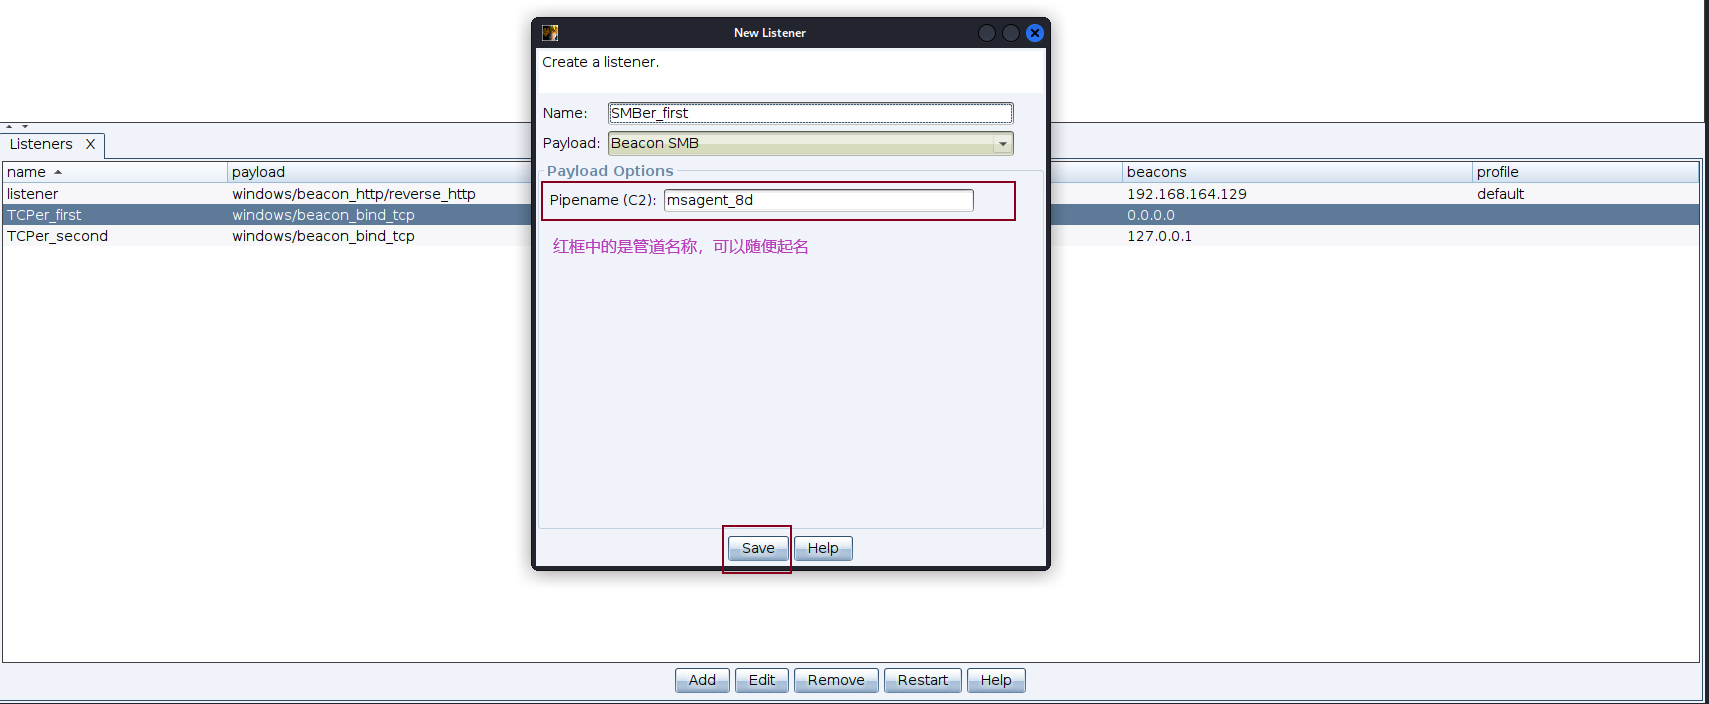 New Listener
Create a listener.
Name: SMBer_first
Payload: Beacon SMB
Payload Options
Pipename (C2): msagent_8d
红框中的是管道名称，可以随便起名
Save Help
Listeners X
name payload beacons profile
listener windows/beacon_http/reverse_http 192.168.164.129 default
TCPer_first windows/beacon_bind_tcp 0.0.0.0
TCPer_second windows/beacon_bind_tcp 127.0.0.1
Add Edit Remove Restart Help